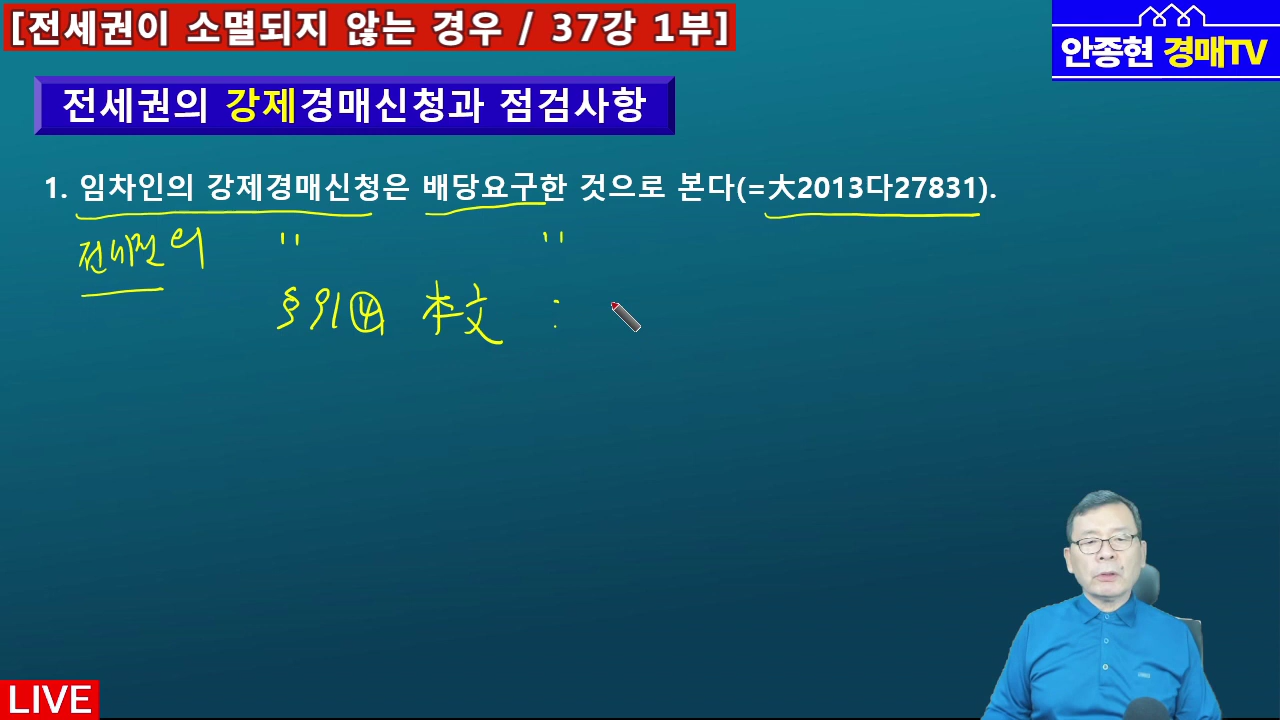 [전세권이 소멸되지 않는 경우 / 37강 1부]
안종현 경매TV
전세권의 강제경매신청과 점검사항
1. 임차인의 강제경매신청은 배당요구한 것으로 본다(=大2013다27831).
" "
§91④ 本文 :
LIVE